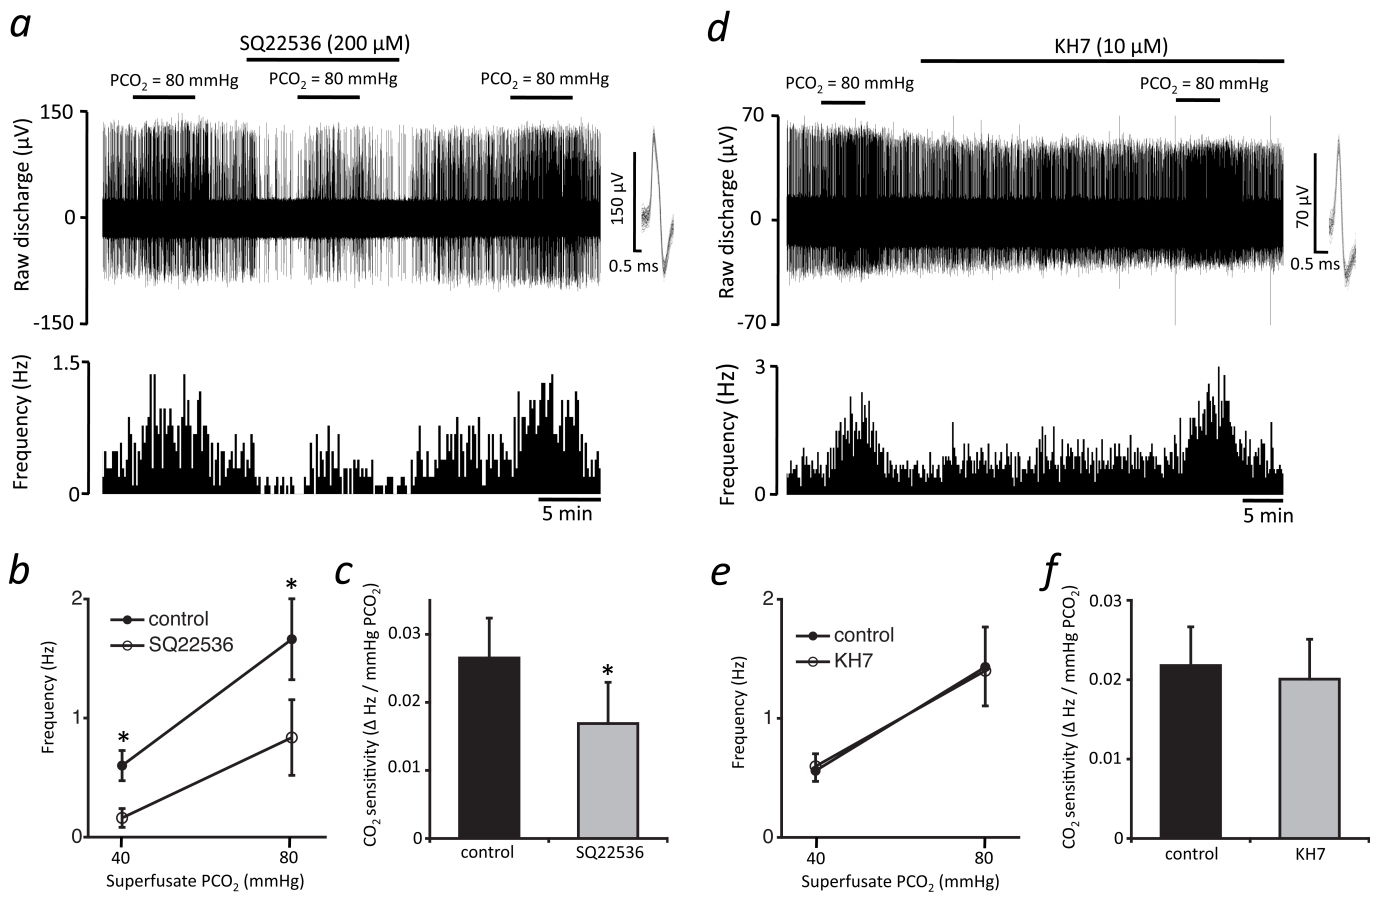 a
SQ22536 (200 µM)
PCO2 = 80 mmHg
PCO2 = 80 mmHg
PCO2 = 80 mmHg
Raw discharge (µV)
150
0
-150
150 µV
0.5 ms
Frequency (Hz)
1.5
0
5 min
d
KH7 (10 µM)
PCO2 = 80 mmHg
PCO2 = 80 mmHg
Raw discharge (µV)
70
0
-70
70 µV
0.5 ms
Frequency (Hz)
3
0
5 min
b
Frequency (Hz)
2
1
0
control
SQ22536
*
*
40
80
Superfusate PCO2 (mmHg)
c
CO2 sensitivity (Δ Hz / mmHg PCO2)
0.03
0.02
0.01
0
*
control
SQ22536
e
Frequency (Hz)
2
1
0
control
KH7
40
80
Superfusate PCO2 (mmHg)
f
CO2 sensitivity (Δ Hz / mmHg PCO2)
0.03
0.02
0.01
0
control
KH7